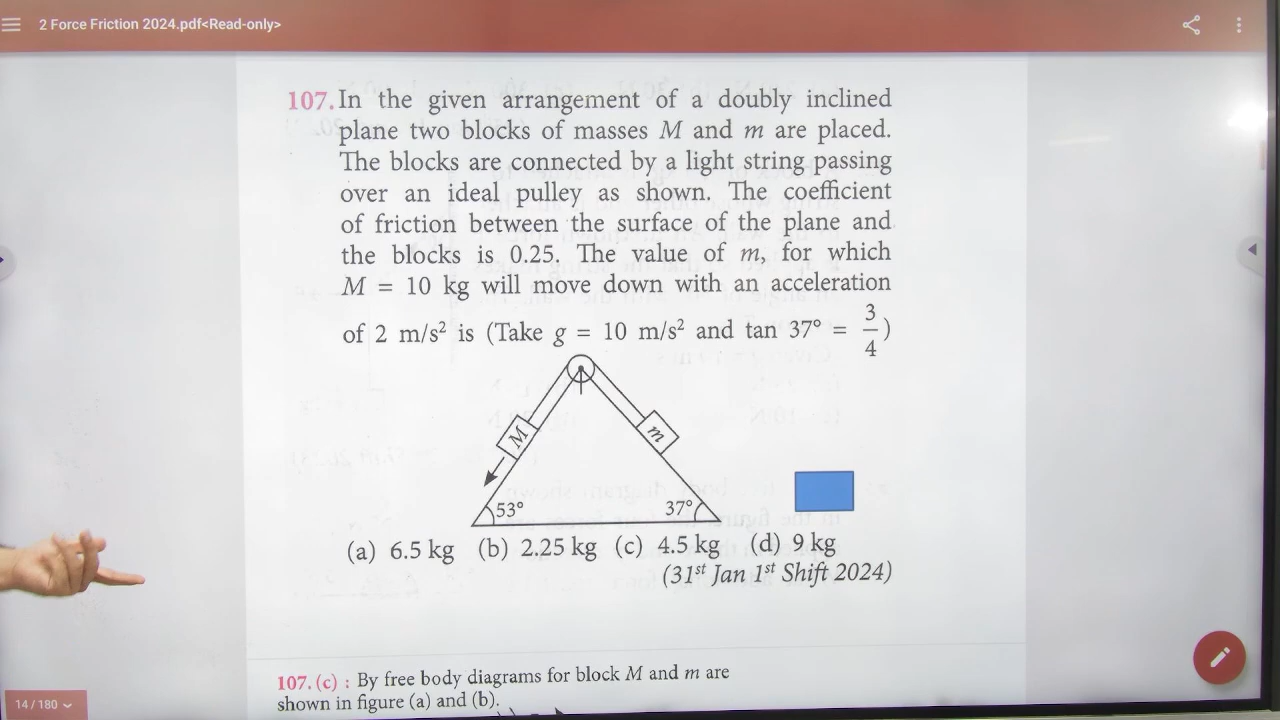 2 Force Friction 2024.pdf<Read-only>
107. In the given arrangement of a doubly inclined
plane two blocks of masses M and m are placed.
The blocks are connected by a light string passing
over an ideal pulley as shown. The coefficient
of friction between the surface of the plane and
the blocks is 0.25. The value of m, for which
M = 10 kg will move down with an acceleration
of 2 m/s² is (Take g = 10 m/s² and tan 37° = 3/4)
M
m
53°
37°
(a) 6.5 kg (b) 2.25 kg (c) 4.5 kg (d) 9 kg
(31st Jan 1st Shift 2024)
107. (c) : By free body diagrams for block M and m are
shown in figure (a) and (b).
14 / 180